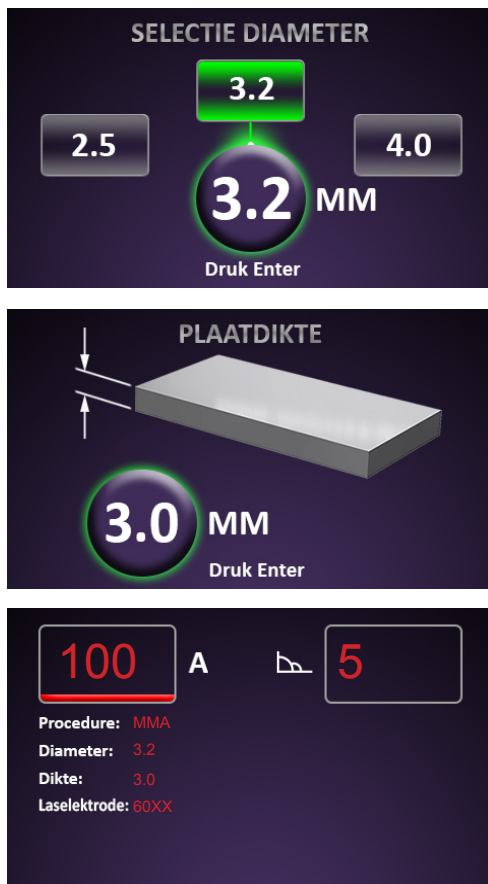 SELECTIE DIAMETER
3.2
2.5
4.0
3.2 MM
Druk Enter
PLAATDIKTE
3.0 MM
Druk Enter
100 A 5
Procedure: MMA
Diameter: 3.2
Dikte: 3.0
Laselektrode: 60XX